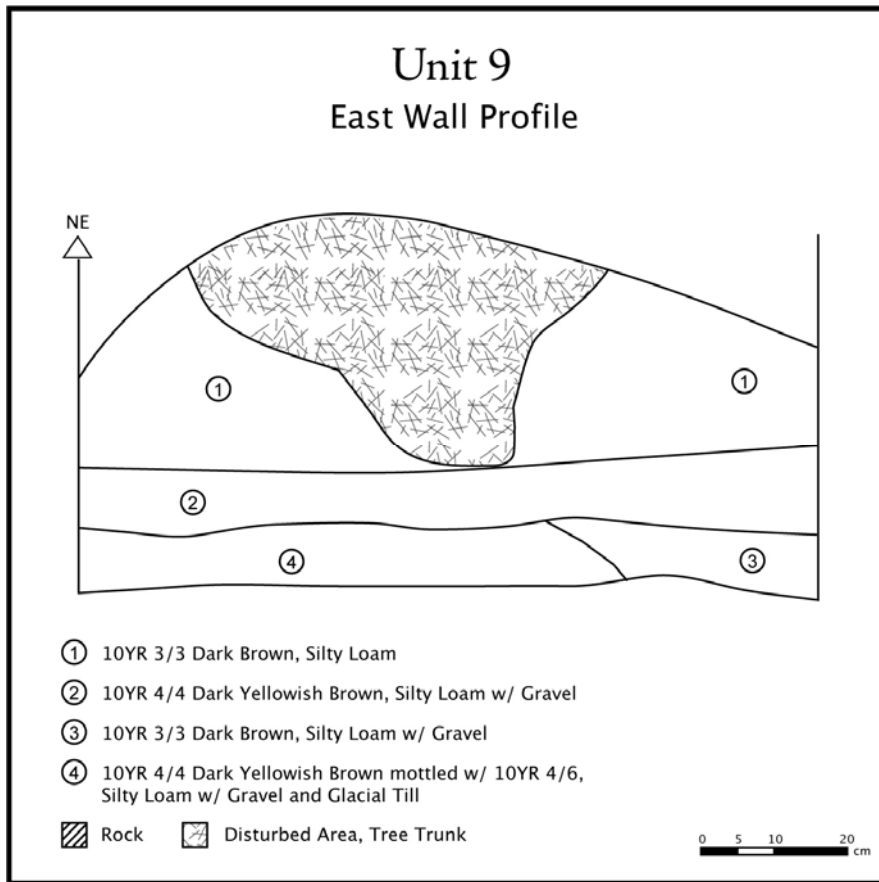 Unit 9
East Wall Profile
NE
1
1
2
4
3
1 10YR 3/3 Dark Brown, Silty Loam
2 10YR 4/4 Dark Yellowish Brown, Silty Loam w/ Gravel
3 10YR 3/3 Dark Brown, Silty Loam w/ Gravel
4 10YR 4/4 Dark Yellowish Brown mottled w/ 10YR 4/6,
Silty Loam w/ Gravel and Glacial Till
Rock Disturbed Area, Tree Trunk
0 5 10 20
cm